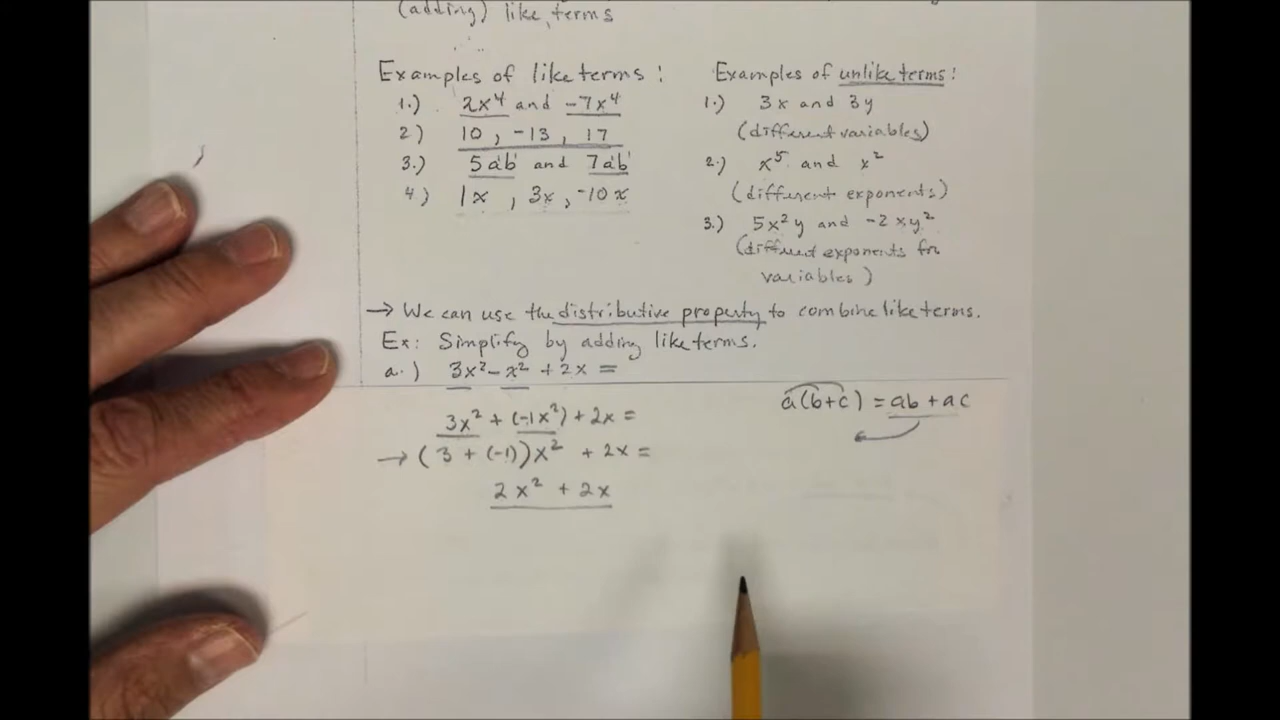 (adding) like terms
Examples of like terms:
1.) 2x⁴ and -7x⁴
2) 10, -13, 17
3.) 5ab and 7ab
4) 1x, 3x, -10x
Examples of unlike terms:
1.) 3x and 3y
(different variables)
2.) x⁵ and x²
(different exponents)
3.) 5x²y and -2xy²
(different exponents for
variables)
→ We can use the distributive property to combine like terms.
Ex: Simplify by adding like terms.
a.) 3x² - x² + 2x =
3x² + (-1x²) + 2x =
→ (3 + (-1))x² + 2x =
2x² + 2x
a(b+c) = ab + ac